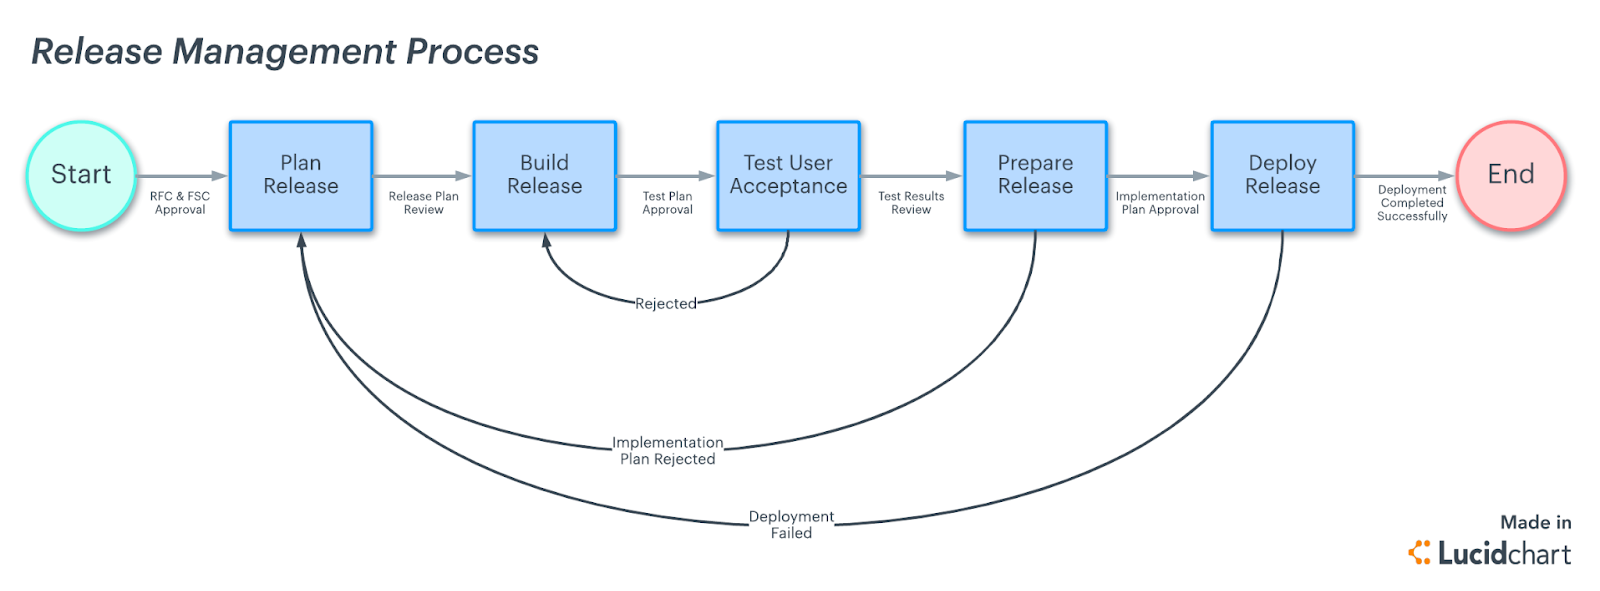 Release Management Process
Start
RFC & FSC
Approval
Plan
Release
Release Plan
Review
Build
Release
Test Plan
Approval
Test User
Acceptance
Test Results
Review
Prepare
Release
Implementation
Plan Approval
Deploy
Release
Deployment
Completed
Successfully
End
Rejected
Implementation
Plan Rejected
Deployment
Failed
Made in
Lucidchart